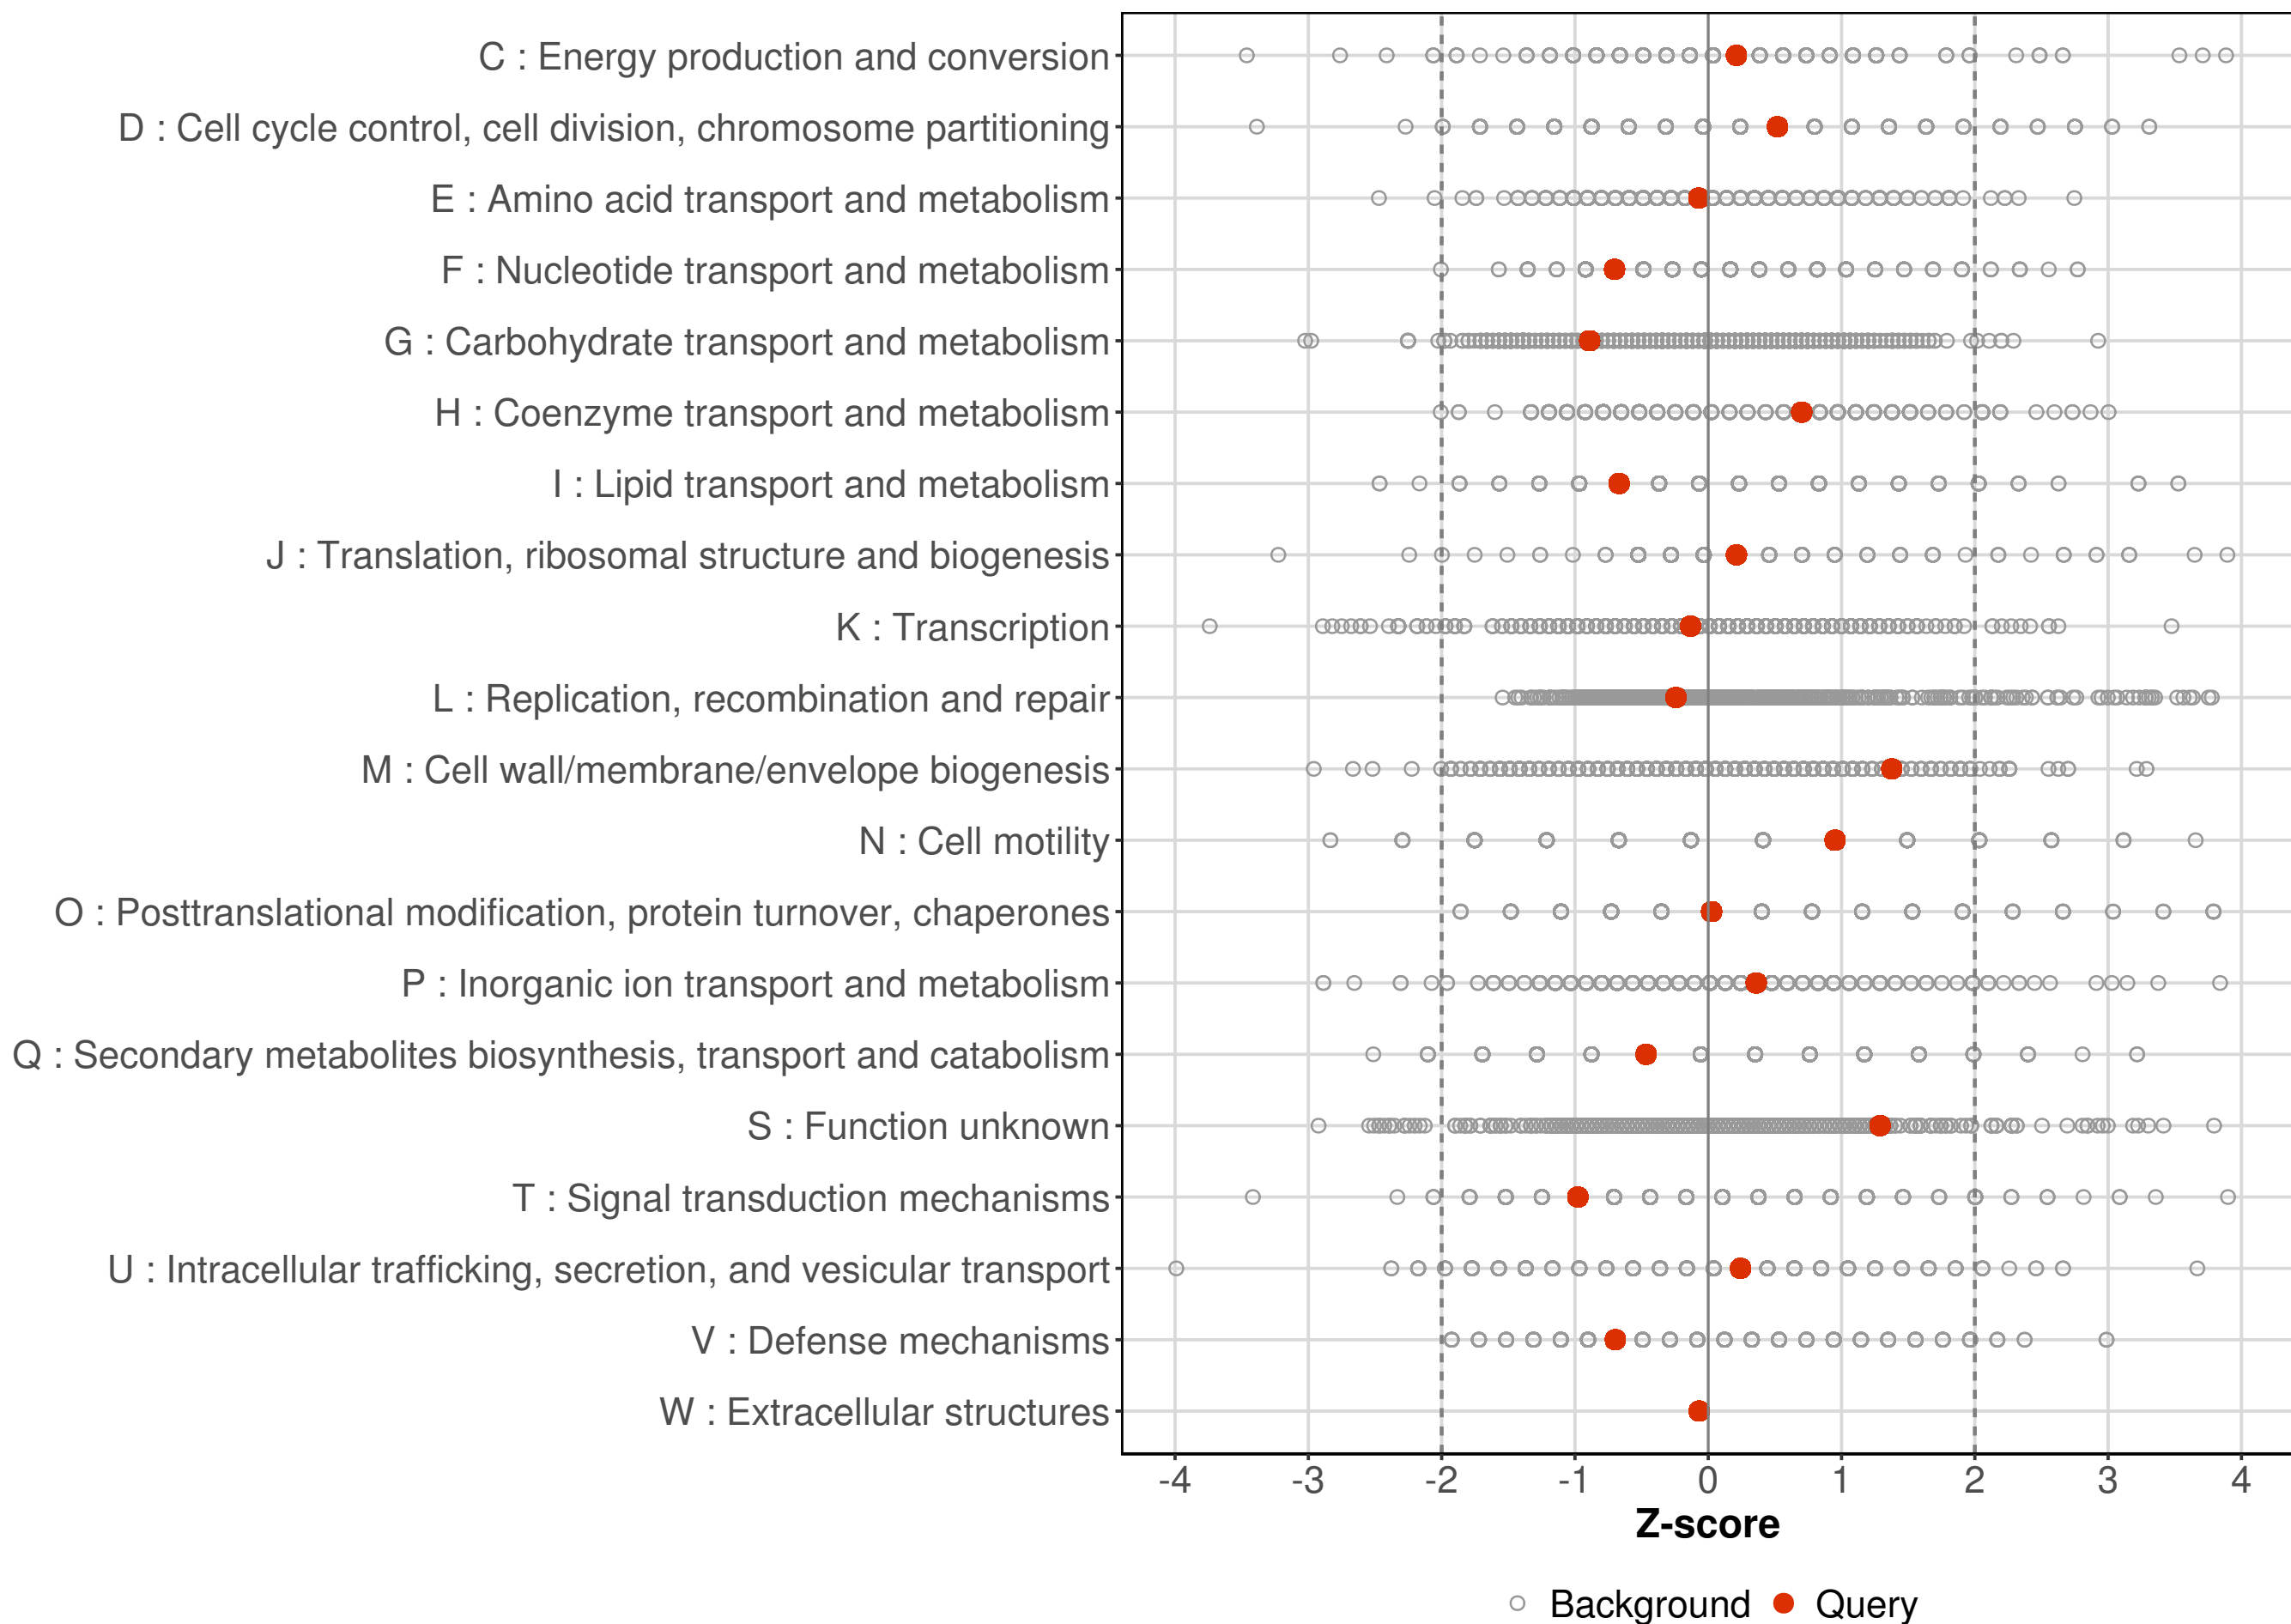 C : Energy production and conversion
D : Cell cycle control, cell division, chromosome partitioning
E : Amino acid transport and metabolism
F : Nucleotide transport and metabolism
G : Carbohydrate transport and metabolism
H : Coenzyme transport and metabolism
I : Lipid transport and metabolism
J : Translation, ribosomal structure and biogenesis
K : Transcription
L : Replication, recombination and repair
M : Cell wall/membrane/envelope biogenesis
N : Cell motility
O : Posttranslational modification, protein turnover, chaperones
P : Inorganic ion transport and metabolism
Q : Secondary metabolites biosynthesis, transport and catabolism
S : Function unknown
T : Signal transduction mechanisms
U : Intracellular trafficking, secretion, and vesicular transport
V : Defense mechanisms
W : Extracellular structures
-4 -3 -2 -1 0 1 2 3 4
Z-score
Background Query